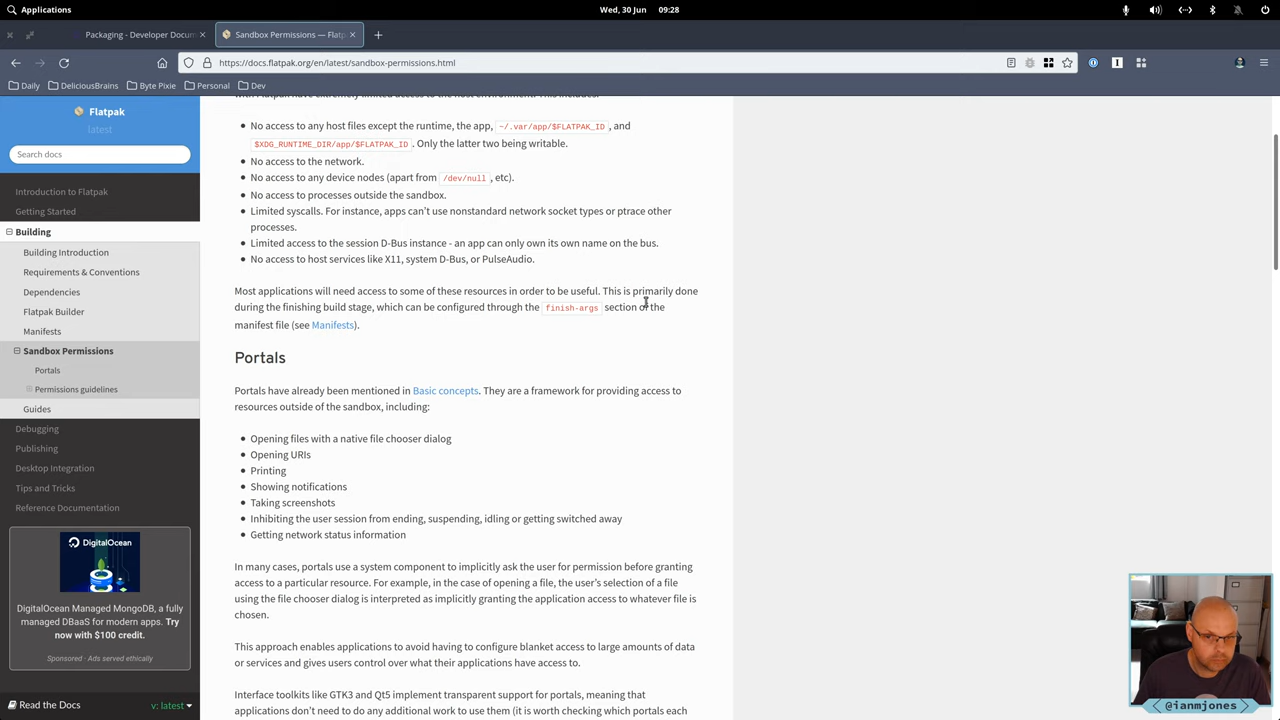 Applications
Wed, 30 Jun 09:28
Packaging - Developer Docum
Sandbox Permissions — Flatp
https://docs.flatpak.org/en/latest/sandbox-permissions.html
Daily
DeliciousBrains
Byte Pixie
Personal
Dev
Flatpak
latest
Search docs
Introduction to Flatpak
Getting Started
Building
Building Introduction
Requirements & Conventions
Dependencies
Flatpak Builder
Manifests
Sandbox Permissions
Portals
Permissions guidelines
Guides
Debugging
Publishing
Desktop Integration
Tips and Tricks
Reference Documentation
DigitalOcean
DigitalOcean Managed MongoDB, a fully
managed DBaaS for modern apps. Try
now with $100 credit.
Sponsored · Ads served ethically
Read the Docs
v: latest
with Flatpak have extremely limited access to the host environment. This includes:
No access to any host files except the runtime, the app, ~/.var/app/$FLATPAK_ID , and
$XDG_RUNTIME_DIR/app/$FLATPAK_ID . Only the latter two being writable.
No access to the network.
No access to any device nodes (apart from /dev/null , etc).
No access to processes outside the sandbox.
Limited syscalls. For instance, apps can’t use nonstandard network socket types or ptrace other
processes.
Limited access to the session D-Bus instance - an app can only own its own name on the bus.
No access to host services like X11, system D-Bus, or PulseAudio.
Most applications will need access to some of these resources in order to be useful. This is primarily done
during the finishing build stage, which can be configured through the finish-args section of the
manifest file (see Manifests).
Portals
Portals have already been mentioned in Basic concepts. They are a framework for providing access to
resources outside of the sandbox, including:
Opening files with a native file chooser dialog
Opening URIs
Printing
Showing notifications
Taking screenshots
Inhibiting the user session from ending, suspending, idling or getting switched away
Getting network status information
In many cases, portals use a system component to implicitly ask the user for permission before granting
access to a particular resource. For example, in the case of opening a file, the user’s selection of a file
using the file chooser dialog is interpreted as implicitly granting the application access to whatever file is
chosen.
This approach enables applications to avoid having to configure blanket access to large amounts of data
or services and gives users control over what their applications have access to.
Interface toolkits like GTK3 and Qt5 implement transparent support for portals, meaning that
applications don’t need to do any additional work to use them (it is worth checking which portals each
@ianmjones